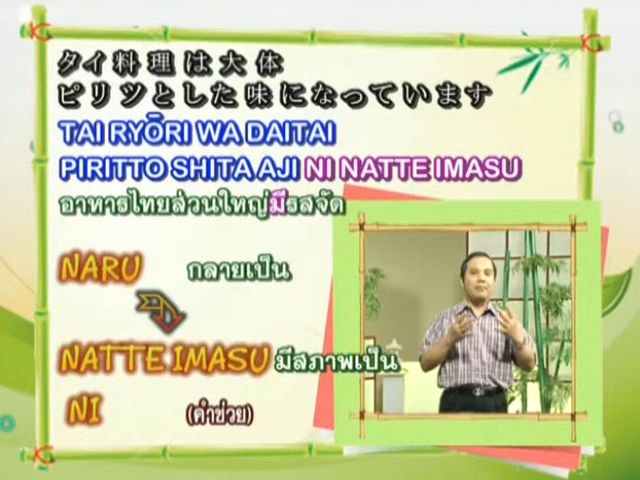 タイ料理は大体
ピリツとした味になっています
TAI RYŌRI WA DAITAI
PIRITTO SHITA AJI NI NATTE IMASU
อาหารไทยส่วนใหญ่มีรสจัด
NARU กลายเป็น
NATTE IMASU มีสภาพเป็น
NI (คำช่วย)